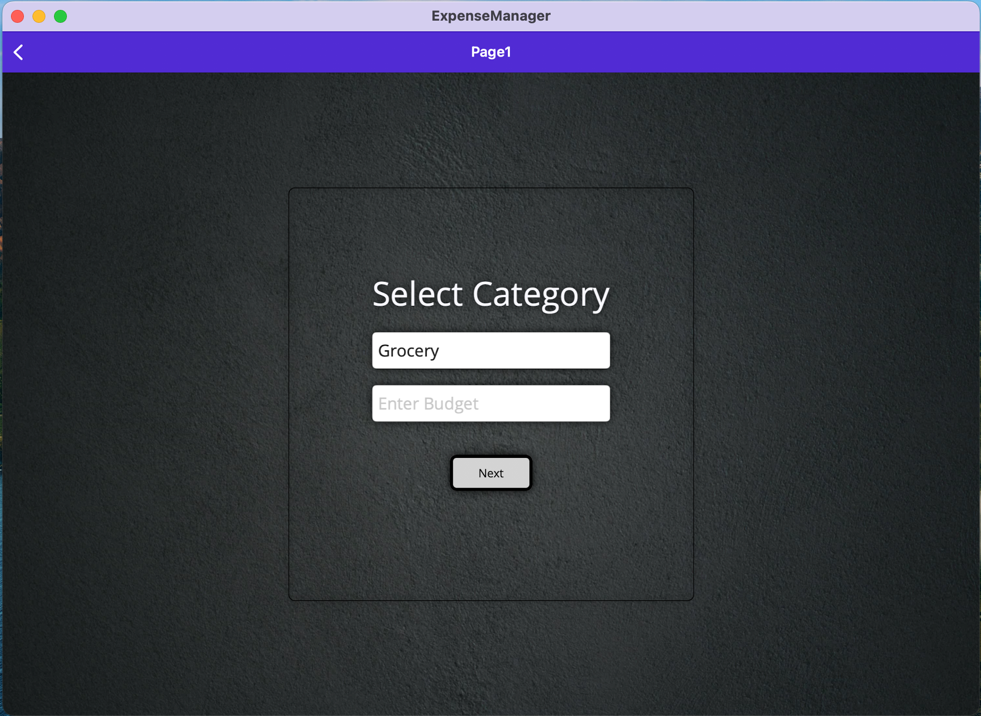 ExpenseManager
Page1
Select Category
Grocery
Enter Budget
Next